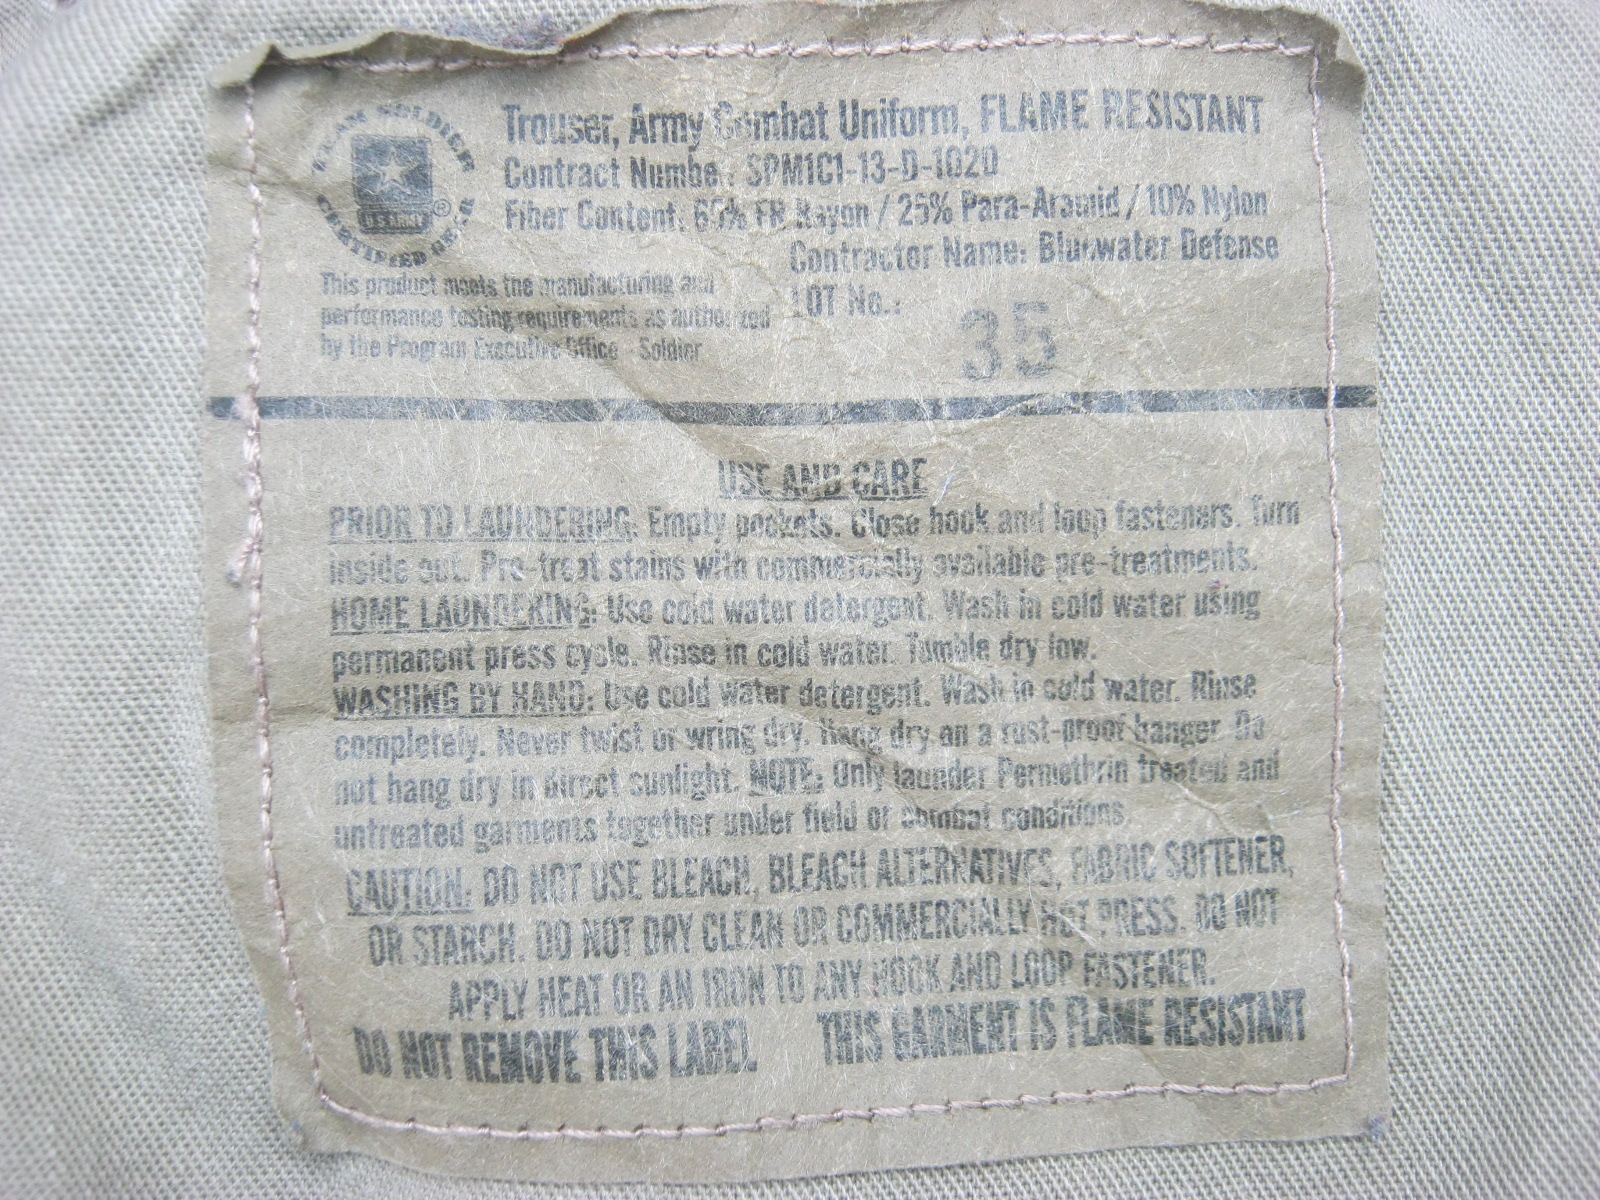 TEAM SOLDIER
CERTIFIED GEAR
U.S. ARMY
®
Trouser, Army Combat Uniform, FLAME RESISTANT
Contract Number: SPM1C1-13-D-1020
Fiber Content: 65% FR Rayon / 25% Para-Aramid / 10% Nylon
Contractor Name: Bluewater Defense
LOT No.: 35
This product meets the manufacturing and
performance testing requirements as authorized
by the Program Executive Office - Soldier
USE AND CARE
PRIOR TO LAUNDERING: Empty pockets. Close hook and loop fasteners. Turn
inside out. Pre-treat stains with commercially available pre-treatments.
HOME LAUNDERING: Use cold water detergent. Wash in cold water using
permanent press cycle. Rinse in cold water. Tumble dry low.
WASHING BY HAND: Use cold water detergent. Wash in cold water. Rinse
completely. Never twist or wring dry. Hang dry on a rust-proof hanger. Do
not hang dry in direct sunlight. NOTE: Only launder Permethrin treated and
untreated garments together under field or combat conditions.
CAUTION: DO NOT USE BLEACH, BLEACH ALTERNATIVES, FABRIC SOFTENER,
OR STARCH. DO NOT DRY CLEAN OR COMMERCIALLY HOT PRESS. DO NOT
APPLY HEAT OR AN IRON TO ANY HOOK AND LOOP FASTENER.
DO NOT REMOVE THIS LABEL THIS GARMENT IS FLAME RESISTANT